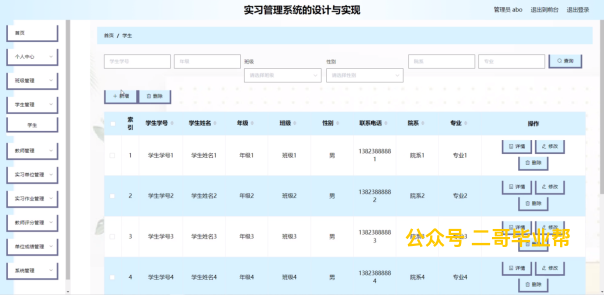 实习管理系统的设计与实现
管理员 abo 退出到前台 退出登录
首页
个人中心
班级管理
学生管理
学生
教师管理
实习单位管理
实习作业管理
教师评分管理
单位成绩管理
系统管理
首页 / 学生
学生学号 年级 班级 请选择班级 性别 请选择性别 院系 专业 查询
+ 新增 删除
索引 学生学号 学生姓名 年级 班级 性别 联系电话 院系 专业 操作
1 学生学号1 学生姓名1 年级1 班级1 男 13823888881 院系1 专业1 详情 修改 删除
2 学生学号2 学生姓名2 年级2 班级2 男 13823888882 院系2 专业2 详情 修改 删除
3 学生学号3 学生姓名3 年级3 班级3 男 13823888883 院系3 专业3 详情 修改 删除
4 学生学号4 学生姓名4 年级4 班级4 男 13823888884 院系4 专业4 详情 修改 删除
公众号 二哥毕业帮